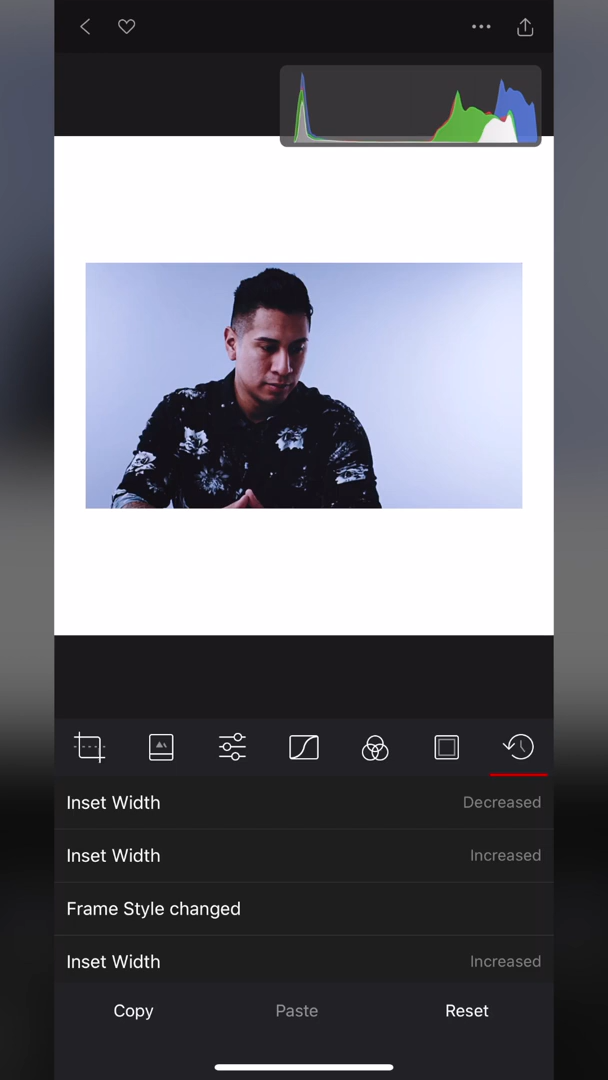 Inset Width Decreased
Inset Width Increased
Frame Style changed
Inset Width Increased
Copy Paste Reset